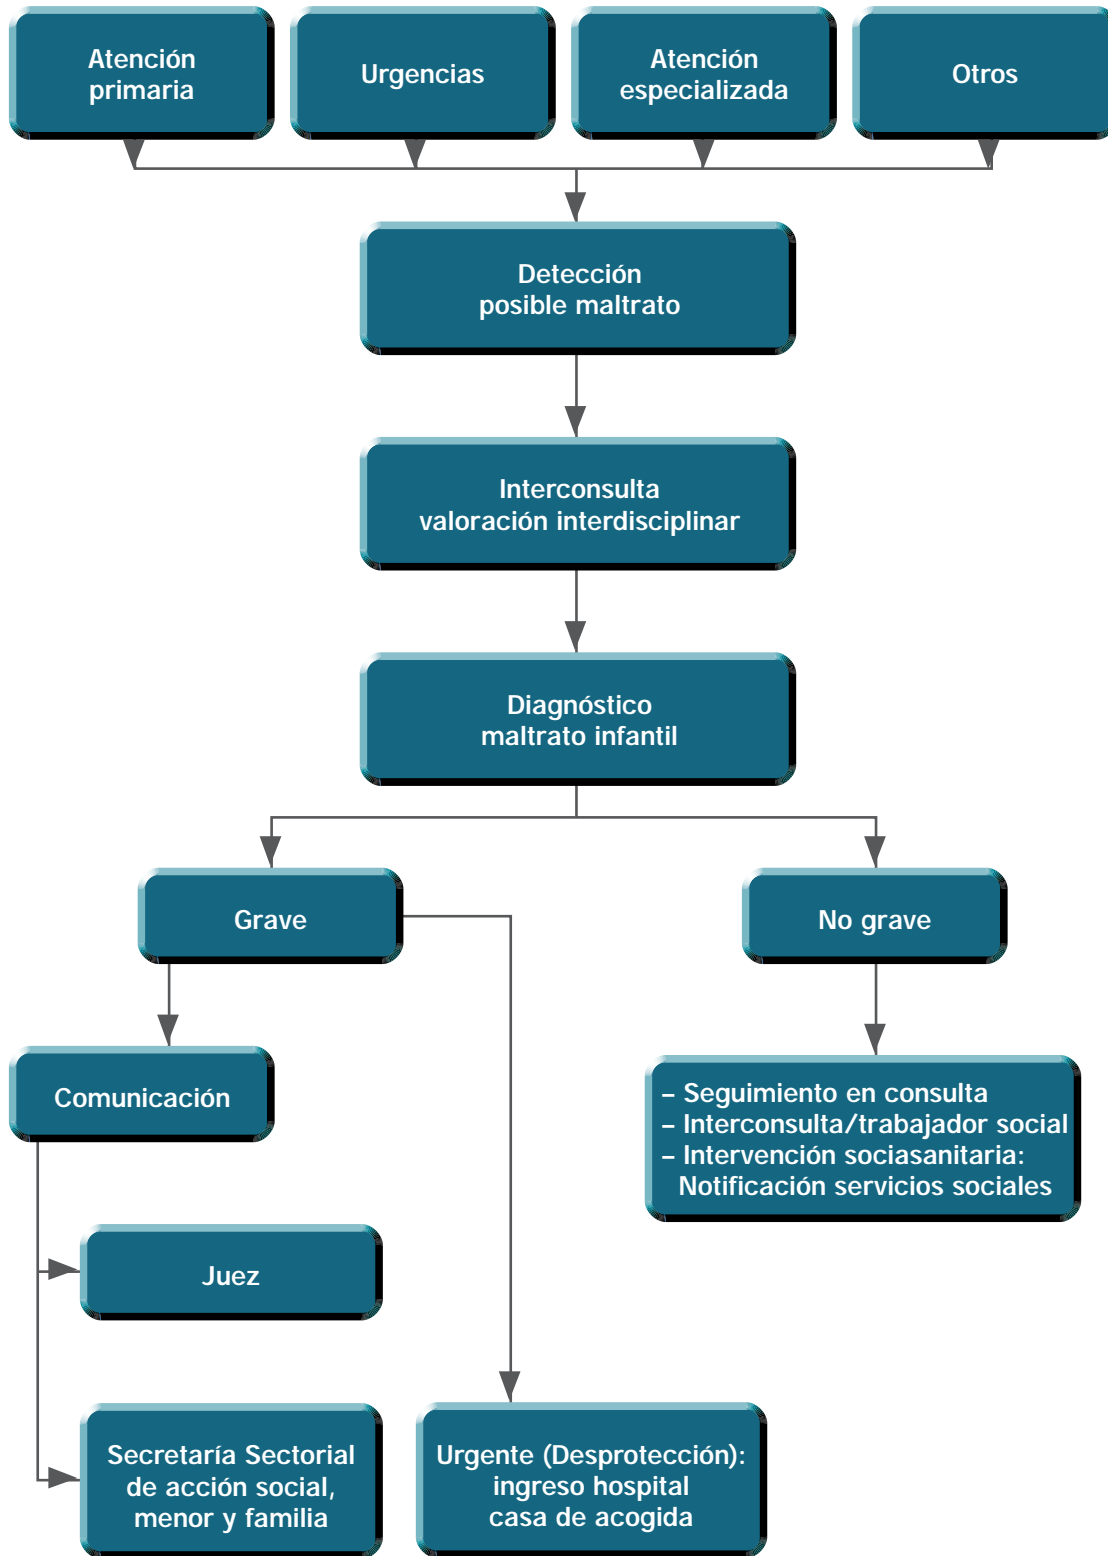 Atención
primaria
Urgencias
Atención
especializada
Otros
Detección
posible maltrato
Interconsulta
valoración interdisciplinar
Diagnóstico
maltrato infantil
Grave
No grave
Comunicación
– Seguimiento en consulta
– Interconsulta/trabajador social
– Intervención sociasanitaria:
Notificación servicios sociales
Juez
Secretaría Sectorial
de acción social,
menor y familia
Urgente (Desprotección):
ingreso hospital
casa de acogida